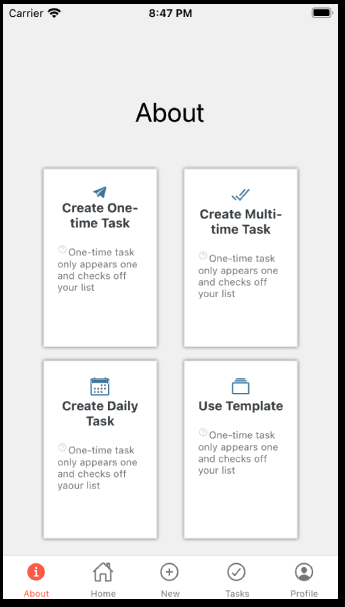 Carrier
8:47 PM
About
Create One-
time Task
One-time task
only appears one
and checks off
your list
Create Multi-
time Task
One-time task
only appears one
and checks off
your list
Create Daily
Task
One-time task
only appears one
and checks off
yaour list
Use Template
One-time task
only appears one
and checks off
your list
About
Home
New
Tasks
Profile